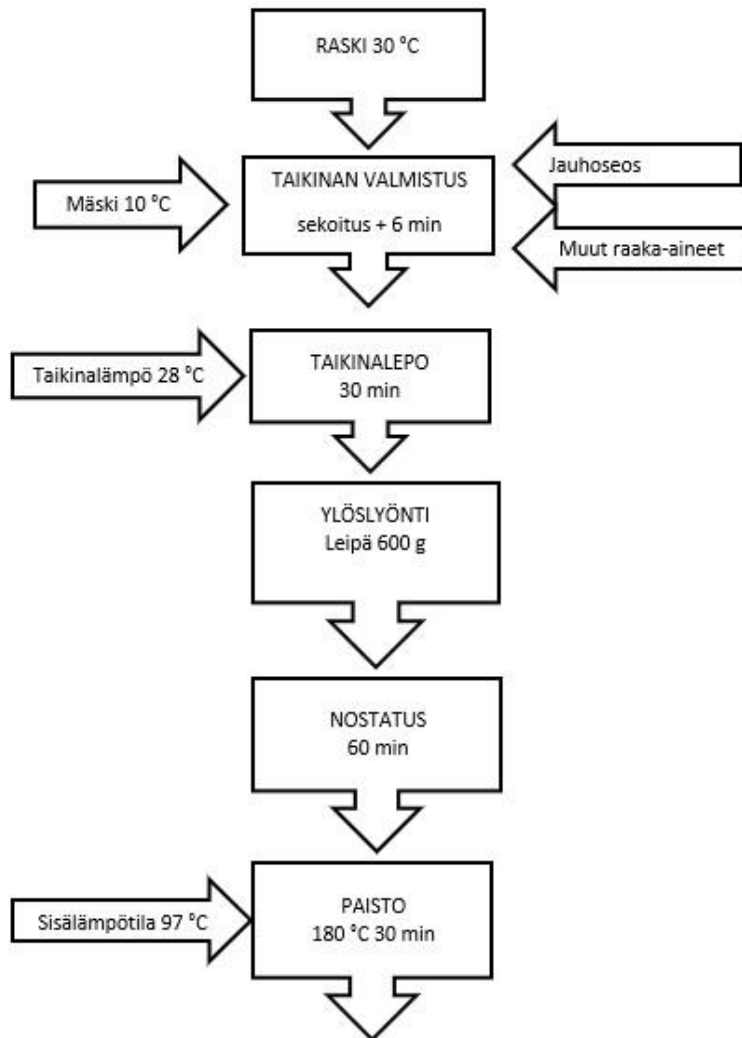 RASKI 30 °C
TAIKINAN VALMISTUS
sekoitus + 6 min
Mäski 10 °C
Jauhoseos
Muut raaka-aineet
Taikinalämpö 28 °C
TAIKINALEPO
30 min
YLÖSLYÖNTI
Leipä 600 g
NOSTATUS
60 min
Sisälämpötila 97 °C
PAISTO
180 °C 30 min